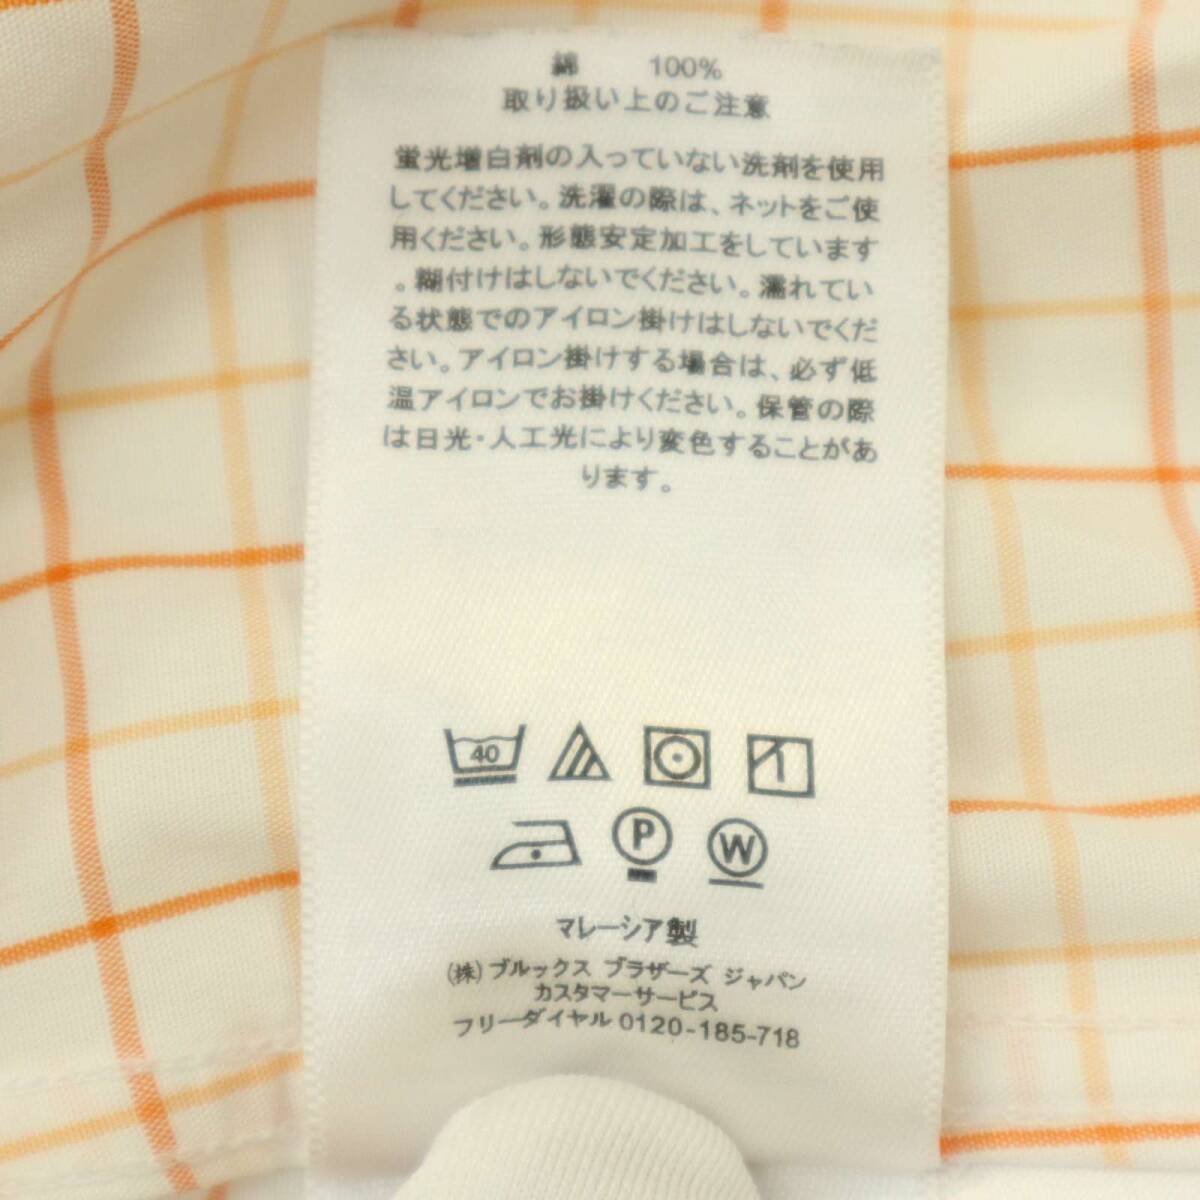 綿 100%
取り扱い上のご注意
蛍光増白剤の入っていない洗剤を使用
してください。洗濯の際は、ネットをご使
用ください。形態安定加工をしています
。糊付けはしないでください。濡れてい
る状態でのアイロン掛けはしないでくだ
さい。アイロン掛けする場合は、必ず低
温アイロンでお掛けください。保管の際
は日光・人工光により変色することがあ
ります。
40
P W
マレーシア製
(株)ブルックス ブラザーズ ジャパン
カスタマーサービス
フリーダイヤル 0120-185-718